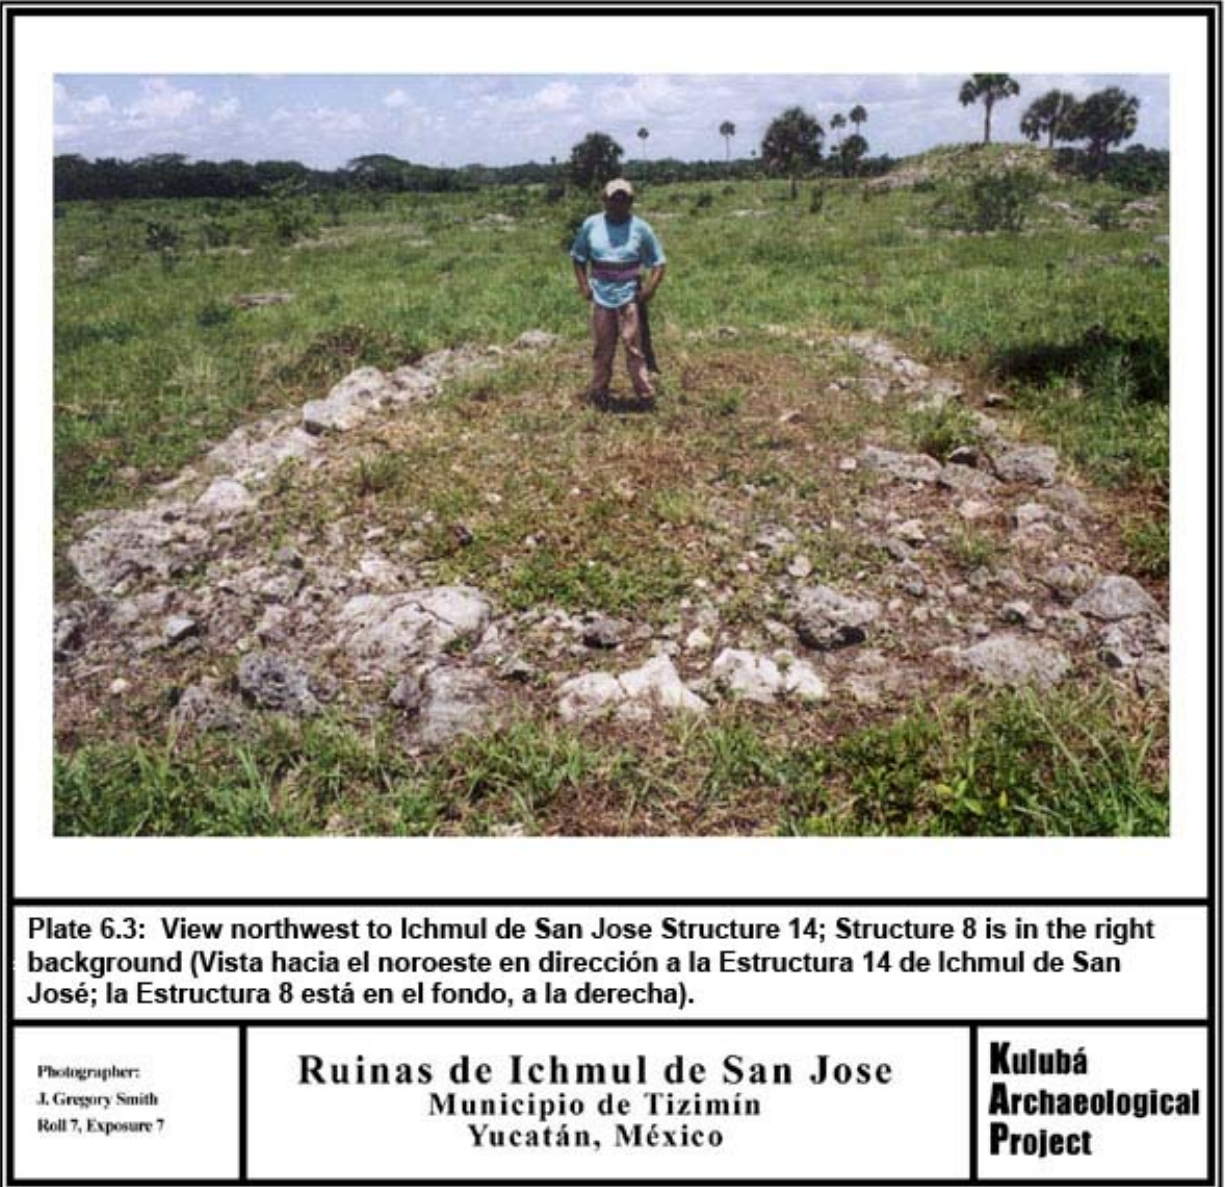 Plate 6.3: View northwest to Ichmul de San Jose Structure 14; Structure 8 is in the right
background (Vista hacia el noroeste en dirección a la Estructura 14 de Ichmul de San
José; la Estructura 8 está en el fondo, a la derecha).
Photographer:
J. Gregory Smith
Roll 7, Exposure 7
Ruinas de Ichmul de San Jose
Municipio de Tizimín
Yucatán, México
Kulubá
Archaeological
Project